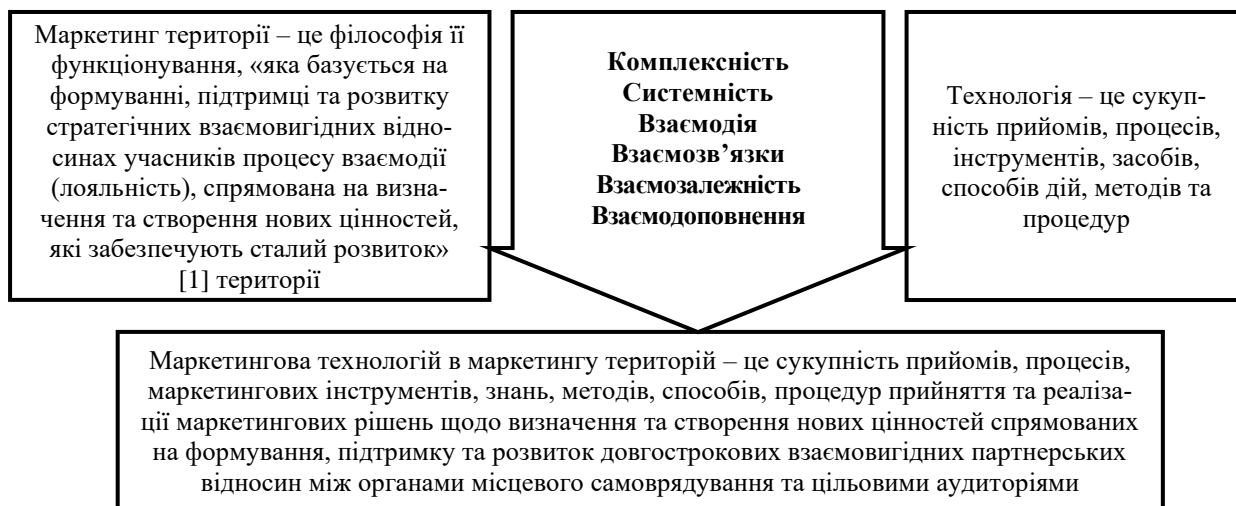 Маркетинг території – це філософія її
функціонування, «яка базується на
формуванні, підтримці та розвитку
стратегічних взаємовигідних відно-
синах учасників процесу взаємодії
(лояльність), спрямована на визна-
чення та створення нових цінностей,
які забезпечують сталий розвиток»
[1] території
Комплексність
Системність
Взаємодія
Взаємозв’язки
Взаємозалежність
Взаємодоповнення
Технологія – це сукуп-
ність прийомів, процесів,
інструментів, засобів,
способів дій, методів та
процедур
Маркетингова технологій в маркетингу територій – це сукупність прийомів, процесів,
маркетингових інструментів, знань, методів, способів, процедур прийняття та реаліза-
ції маркетингових рішень щодо визначення та створення нових цінностей спрямованих
на формування, підтримку та розвиток довгострокових взаємовигідних партнерських
відносин між органами місцевого самоврядування та цільовими аудиторіями